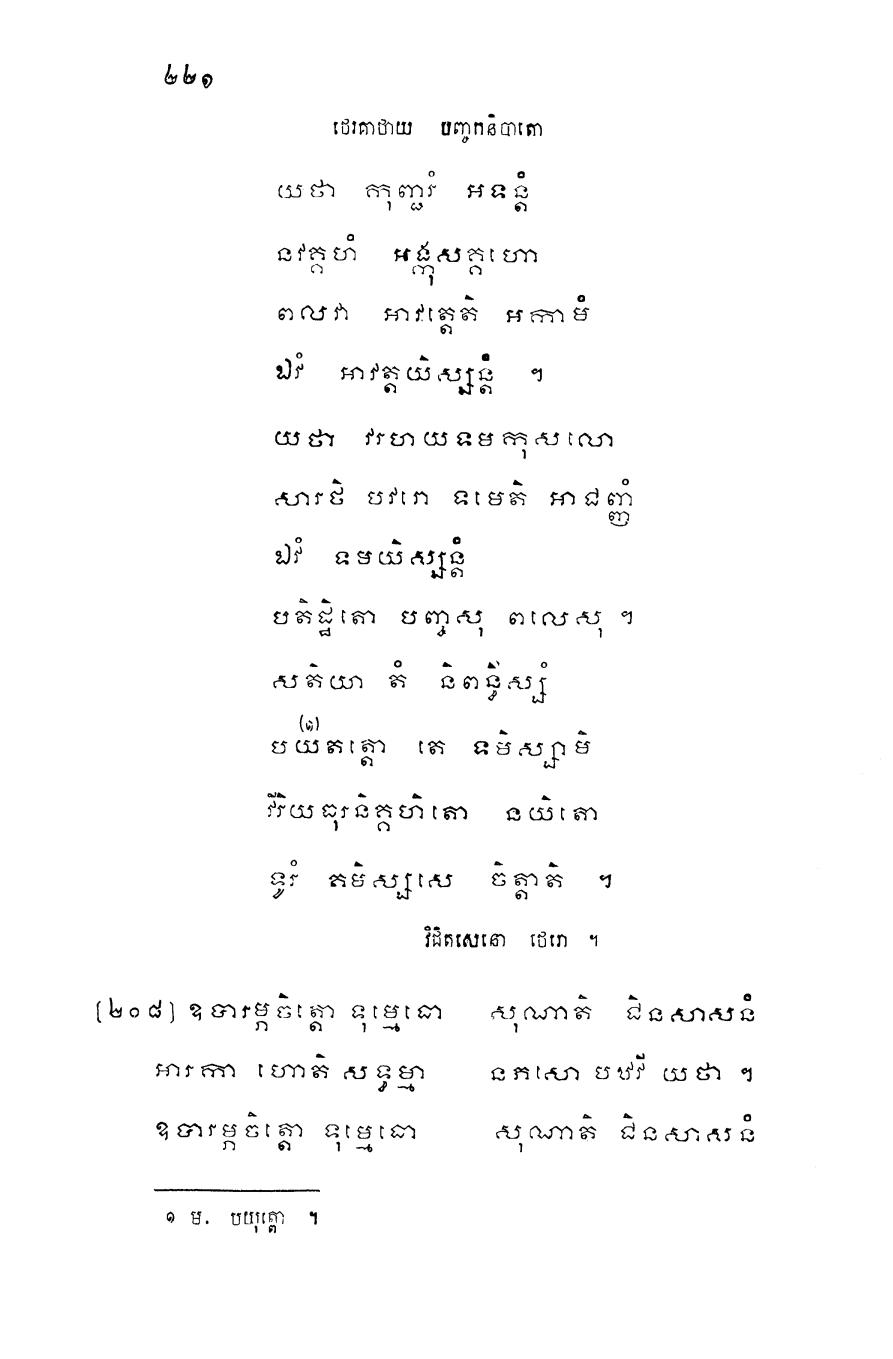 ២២១
ថេរគាថាយ បញ្ចកនិបាតោ
យថា កុញ្ជរំ អទន្តំ
នវគ្គហំ អង្កុសគ្គហោ
ពលវា អាវត្តេតិ អកាមំ
ឯវំ អាវត្តយិស្សន្តំ ។
យថា វរហយទមកុសលោ
សារថិ បវរោ ទមេតិ អាជញ្ញំ
ឯវំ ទមយិស្សន្តំ
បតិដ្ឋិតោ បញ្ចសុ ពលេសុ ។
សតិយា តំ និពន្ធិស្សំ
បយតត្តោ (១) តេ ទមិស្សាមិ
វីរិយធុរនិគ្គហិតោ នយិតោ
ទូរំ គមិស្សសេ ចិត្តាតិ ។
វិជិតសេនោ ថេរោ ។
[២០៨] ឧបារម្ភចិត្តោ ទុម្មេធោ សុណាតិ ជិនសាសនំ
អារកា ហោតិ សទ្ធម្មា នភសោ បឋវី យថា ។
ឧបារម្ភចិត្តោ ទុម្មេធោ សុណាតិ ជិនសាសនំ
១ ម. បយុត្តោ ។